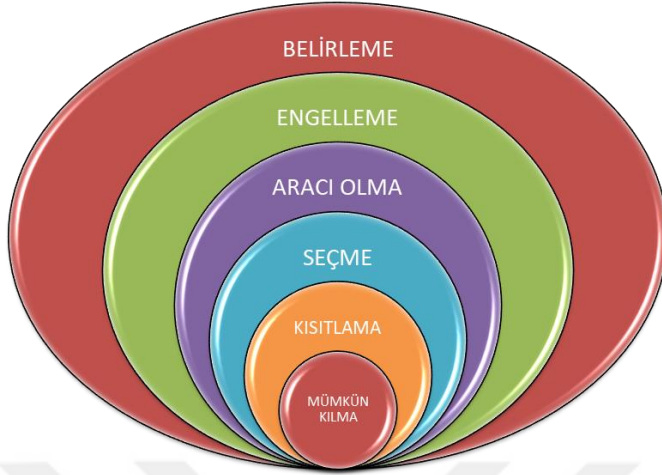 BELİRLEME
ENGELLEME
ARACI OLMA
SEÇME
KISITLAMA
MÜMKÜN
KILMA